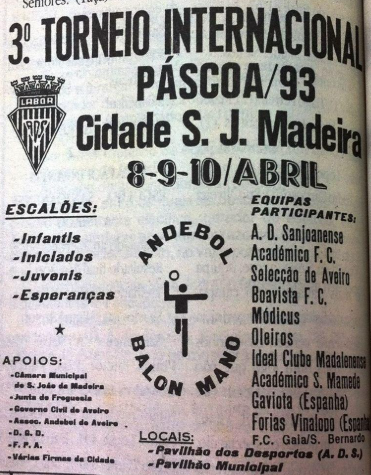 Seniores. (Taça)
3º TORNEIO INTERNACIONAL
PÁSCOA/93
Cidade S. J. Madeira
8-9-10/ABRIL
LABOR
ESCALÕES:
-Infantis
-Iniciados
-Juvenis
-Esperanças
ANDEBOL
BALON MANO
EQUIPAS
PARTICIPANTES:
A. D. Sanjoanense
Académico F. C.
Selecção de Aveiro
Boavista F. C.
Módicus
Oleiros
Ideal Clube Madalenense
Académico S. Mamede
Gaviota (Espanha)
Forias Vinalopo (Espanha
F.C. Gaia/S. Bernardo
APOIOS:
-Câmara Municipal
de S. João da Madeira
-Junta de Freguesia
-Governo Civil de Aveiro
-Assoc. Andebol de Aveiro
-D. G. D.
-F. P. A.
-Várias Firmas da Cidade
LOCAIS:
-Pavilhão dos Desportos (A. D. S.)
-Pavilhão Municipal